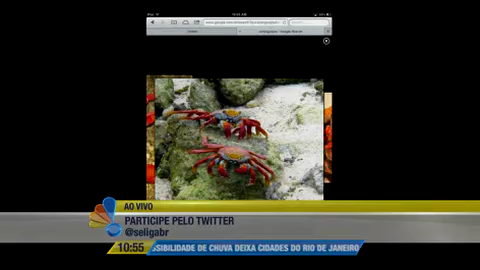 AO VIVO
PARTICIPE PELO TWITTER
@seligabr
10:55
SSIBILIDADE DE CHUVA DEIXA CIDADES DO RIO DE JANEIRO